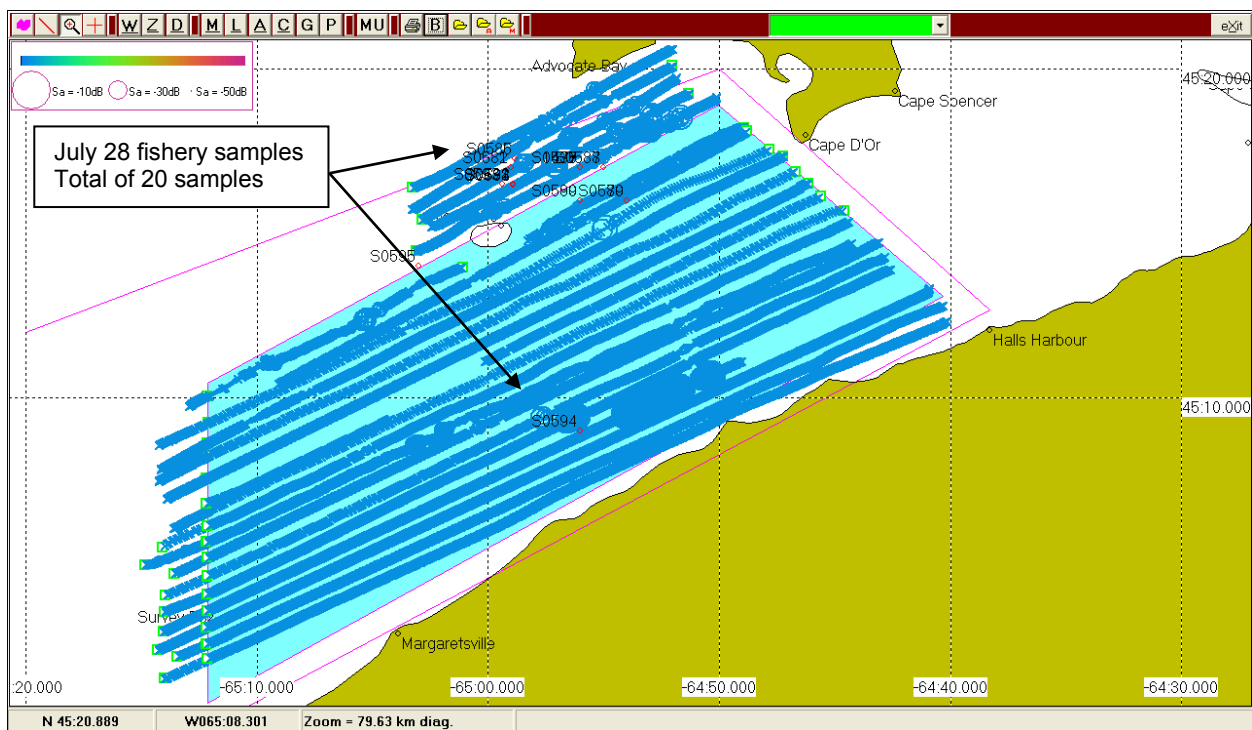 W Z D M L A C G P MU B eXit
Sa = -10dB Sa = -30dB Sa = -50dB
Advocate Bay
45:20.000
Cape Spencer
Cape D'Or
July 28 fishery samples
Total of 20 samples
S0585
S0581
S0590
S0595
Halls Harbour
45:10.000
S0594
Survey
Margaretsville
:20.000 -65:10.000 -65:00.000 -64:50.000 -64:40.000 -64:30.000
N 45:20.889 W065:08.301 Zoom = 79.63 km diag.